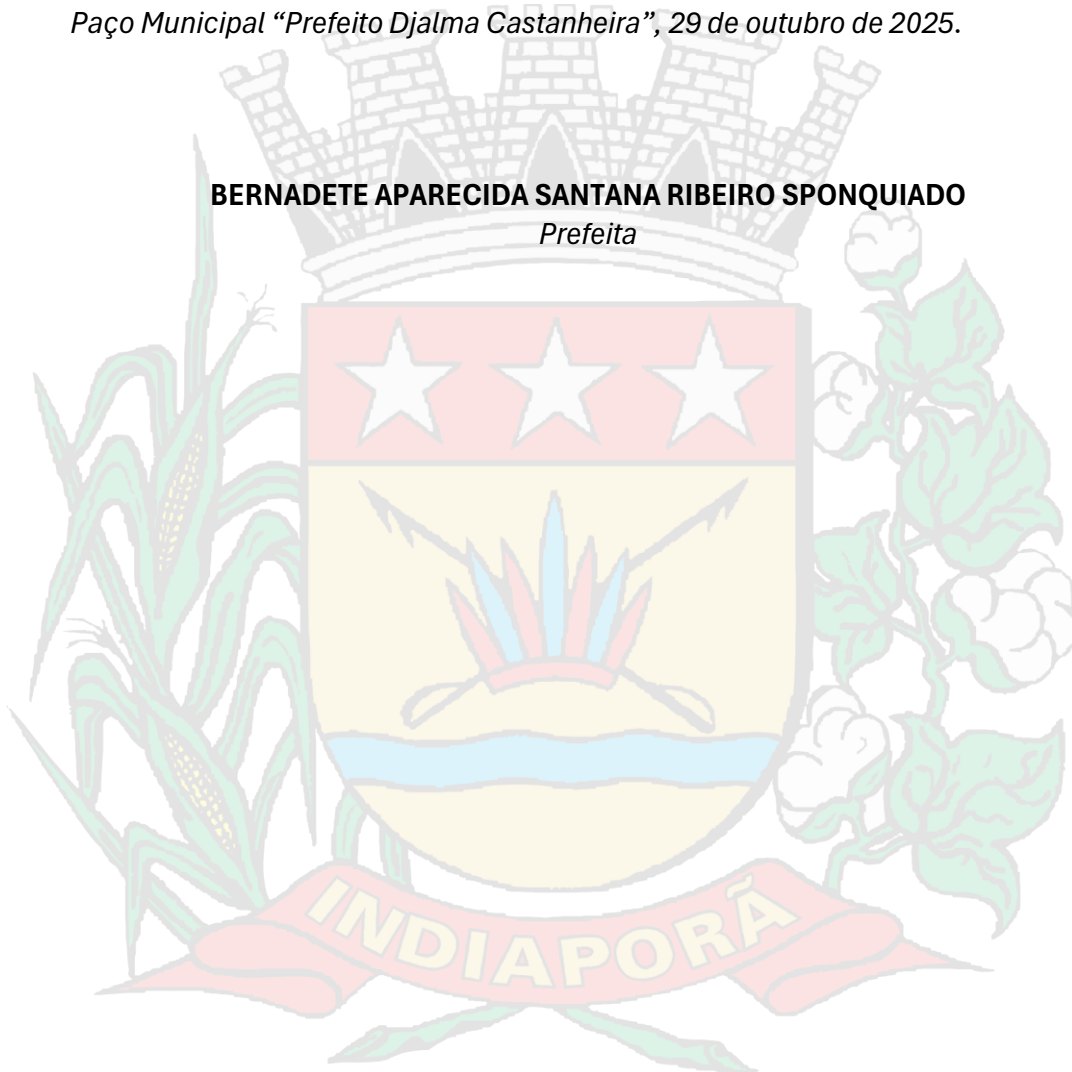 Paço Municipal “Prefeito Djalma Castanheira”, 29 de outubro de 2025.
BERNADETE APARECIDA SANTANA RIBEIRO SPONQUIADO
Prefeita
INDIAPORÃ